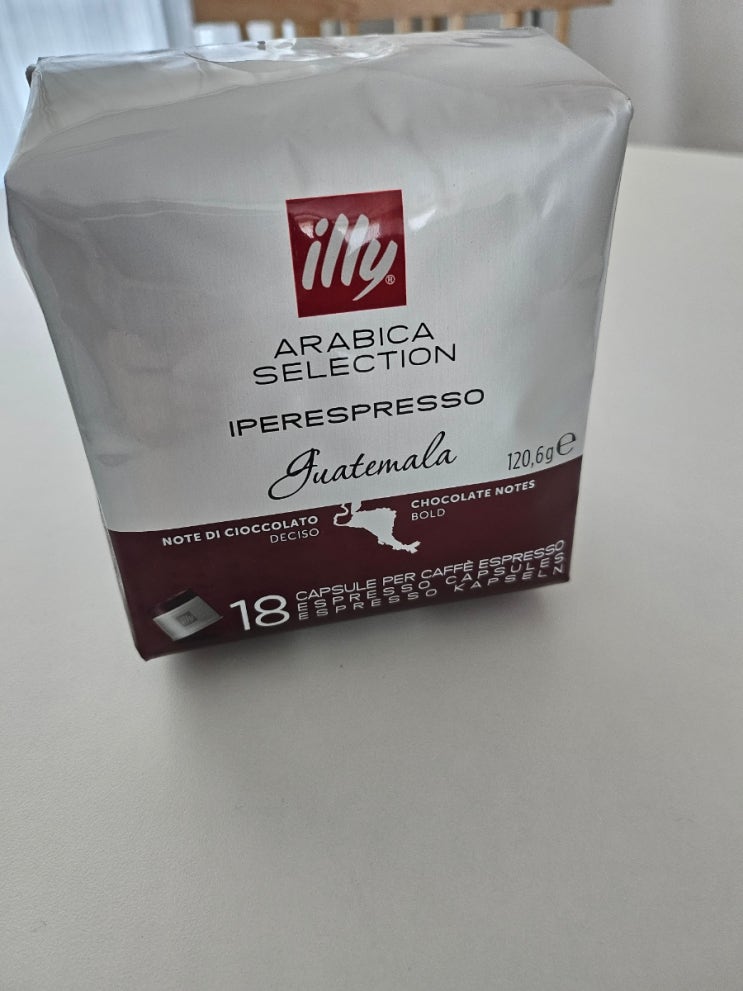 illy®
ARABICA
SELECTION
IPERESPRESSO
Guatemala
120,6g e
NOTE DI CIOCCOLATO
DECISO
CHOCOLATE NOTES
BOLD
18
CAPSULE PER CAFFÈ ESPRESSO
ESPRESSO CAPSULES
ESPRESSO KAPSELN
illy